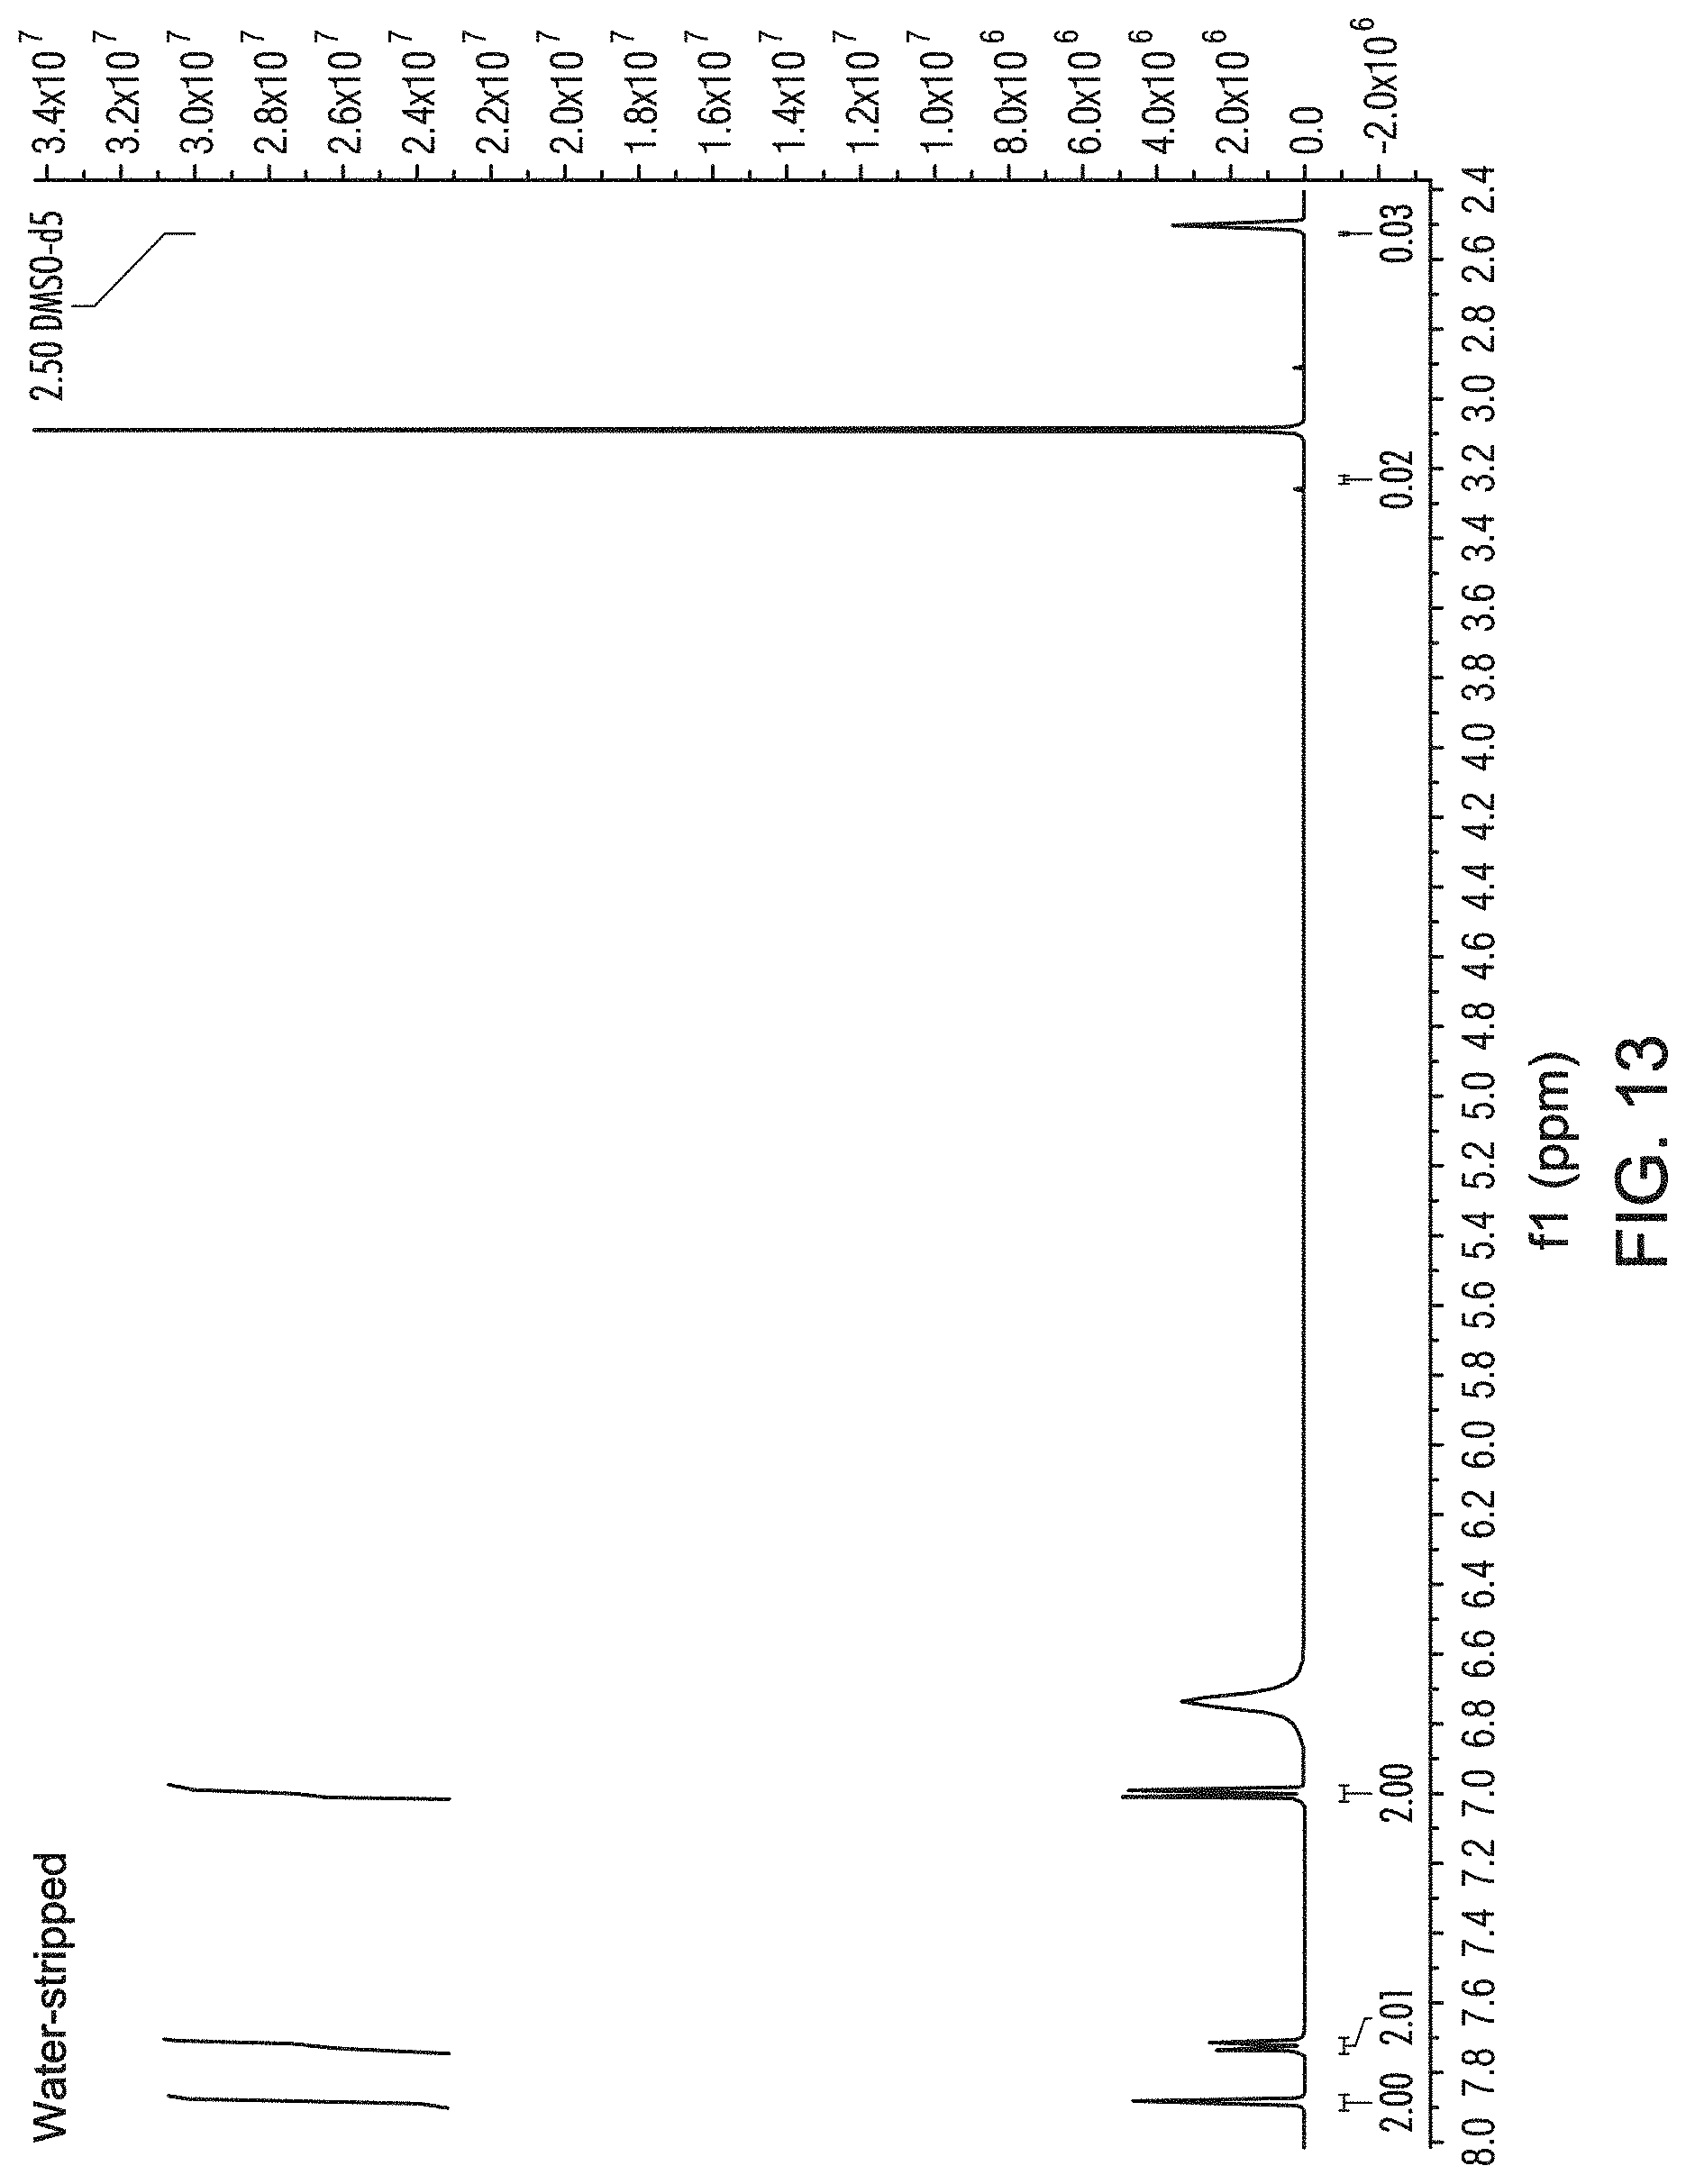 Water-stripped
2.50 DMSO-d5
3.4x10⁷
3.2x10⁷
3.0x10⁷
2.8x10⁷
2.6x10⁷
2.4x10⁷
2.2x10⁷
2.0x10⁷
1.8x10⁷
1.6x10⁷
1.4x10⁷
1.2x10⁷
1.0x10⁷
8.0x10⁶
6.0x10⁶
4.0x10⁶
2.0x10⁶
0.0
-2.0x10⁶
2.00 2.01 2.00 0.02 0.03
8.0 7.8 7.6 7.4 7.2 7.0 6.8 6.6 6.4 6.2 6.0 5.8 5.6 5.4 5.2 5.0 4.8 4.6 4.4 4.2 4.0 3.8 3.6 3.4 3.2 3.0 2.8 2.6 2.4
f1 (ppm)
FIG. 13